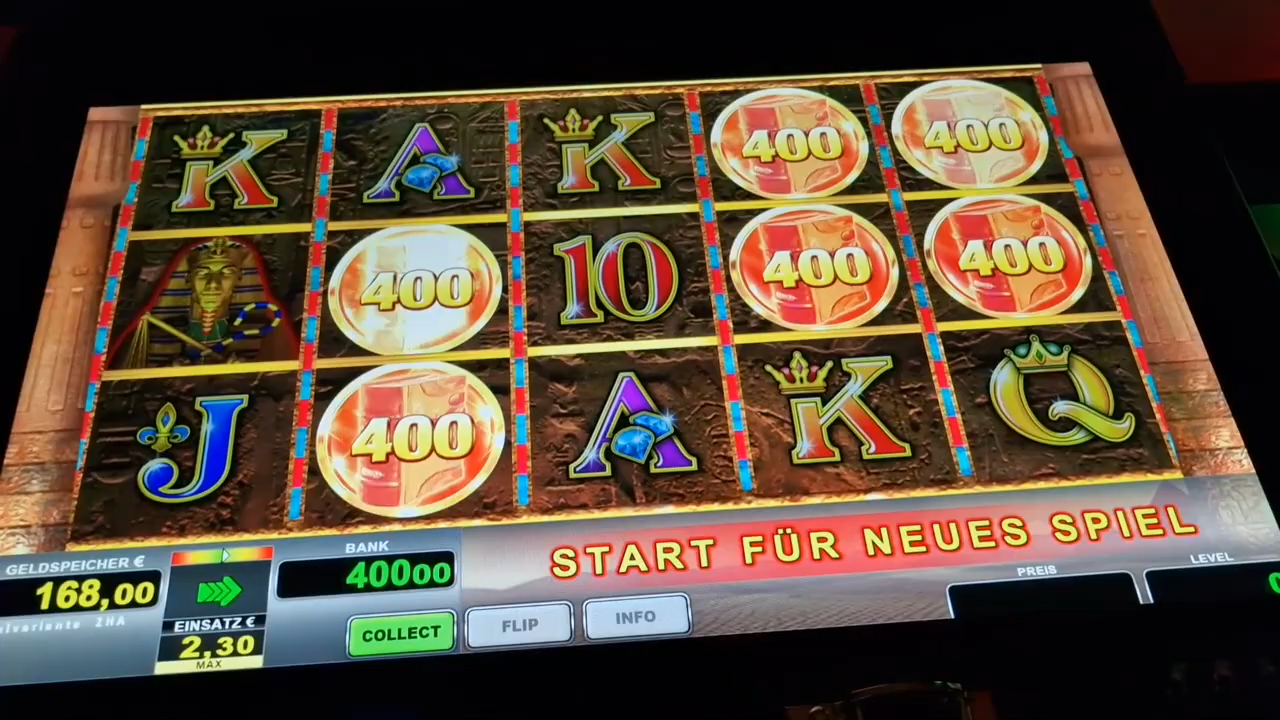 K A K 400 400
400 10 400 400
J 400 A K Q
START FÜR NEUES SPIEL
GELDSPEICHER €
168,00
2HA
EINSATZ €
2,30
MAX
BANK
40000
COLLECT
FLIP
INFO
PREIS
LEVEL